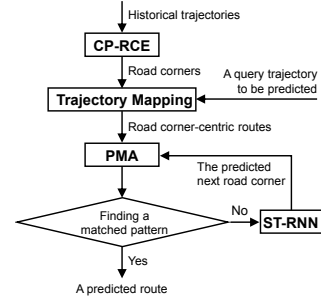 Historical trajectories
CP-RCE
Road corners
A query trajectory
to be predicted
Trajectory Mapping
Road corner-centric routes
PMA
The predicted
next road corner
Finding a
matched pattern
No
ST-RNN
Yes
A predicted route